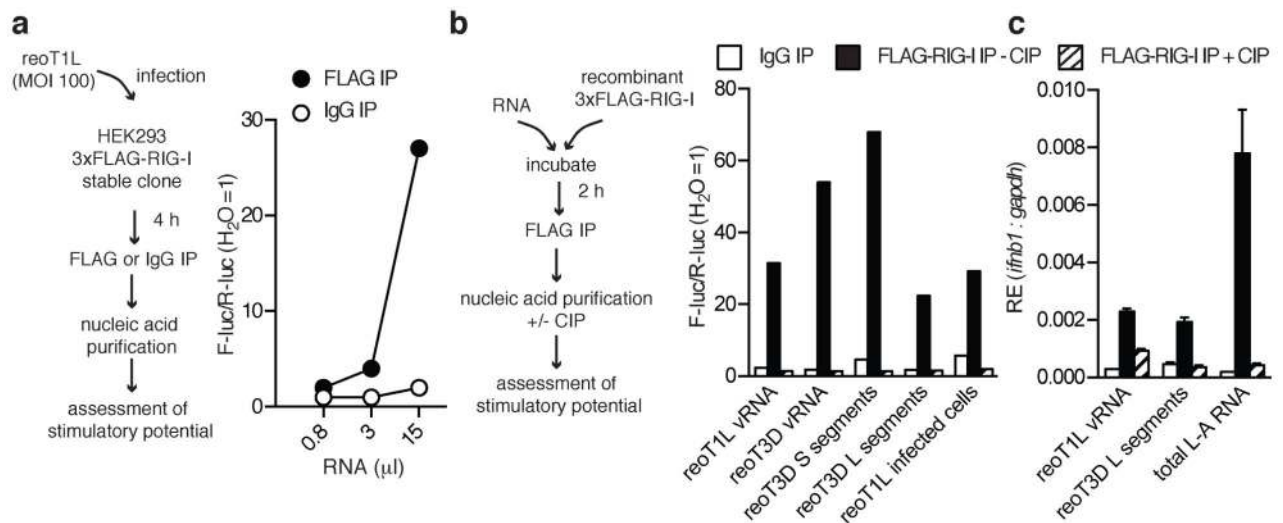 a
reoT1L
(MOI 100)
infection
HEK293
3xFLAG-RIG-I
stable clone
4 h
FLAG or IgG IP
nucleic acid
purification
assessment of
stimulatory potential
FLAG IP
IgG IP
F-luc/R-luc (H₂O = 1)
30
20
10
0
0.8
3
15
RNA (μl)
b
recombinant
3xFLAG-RIG-I
RNA
incubate
2 h
FLAG IP
nucleic acid purification
+/- CIP
assessment of
stimulatory potential
IgG IP
FLAG-RIG-I IP - CIP
FLAG-RIG-I IP + CIP
F-luc/R-luc (H₂O = 1)
80
60
40
20
0
reoT1L vRNA
reoT3D vRNA
reoT3D S segments
reoT3D L segments
reoT1L infected cells
c
RE (ifnb1 : gapdh)
0.010
0.008
0.006
0.004
0.002
0.000
reoT1L vRNA
reoT3D L segments
total L-A RNA